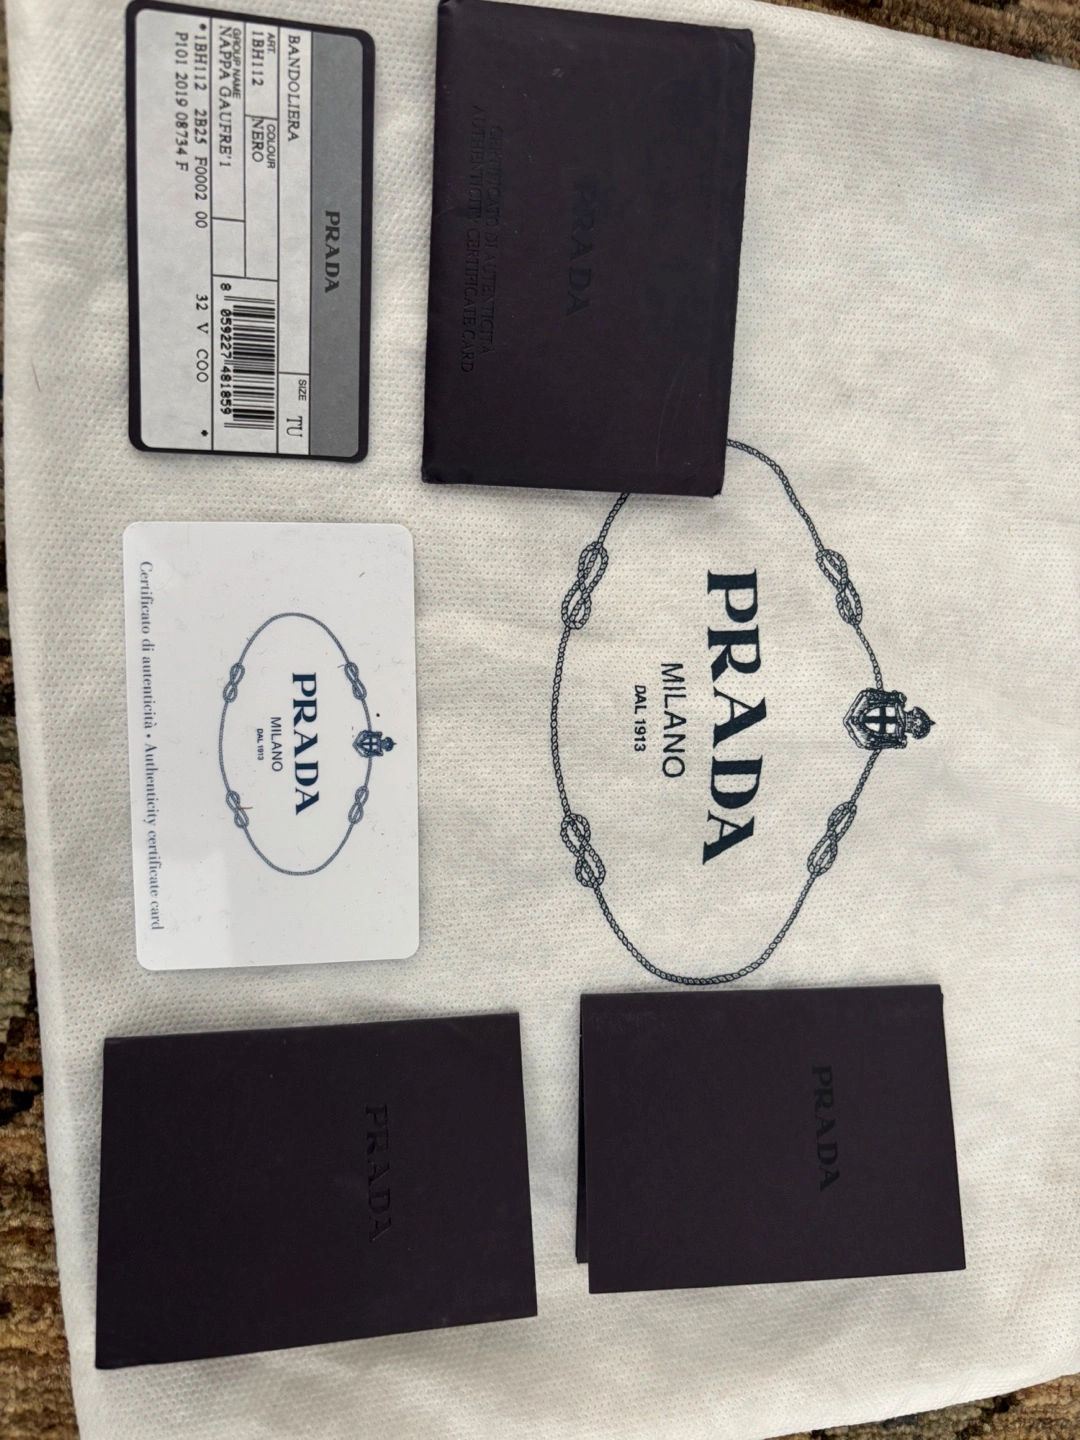 PRADA
BANDOLIERA
SIZE TU
ART. 1BH112
COLOUR NERO
GROUP NAME
NAPPA GAUFRE'1
8 059227 481859
*1BH112 2B25 F0002 00 32 V COO *
P101 2019 08734 F
PRADA
CERTIFICATO DI AUTENTICITÀ
AUTHENTICITY CERTIFICATE CARD
PRADA
MILANO
DAL 1913
PRADA
MILANO
DAL 1913
Certificato di autenticità • Authenticity certificate card
PRADA
PRADA